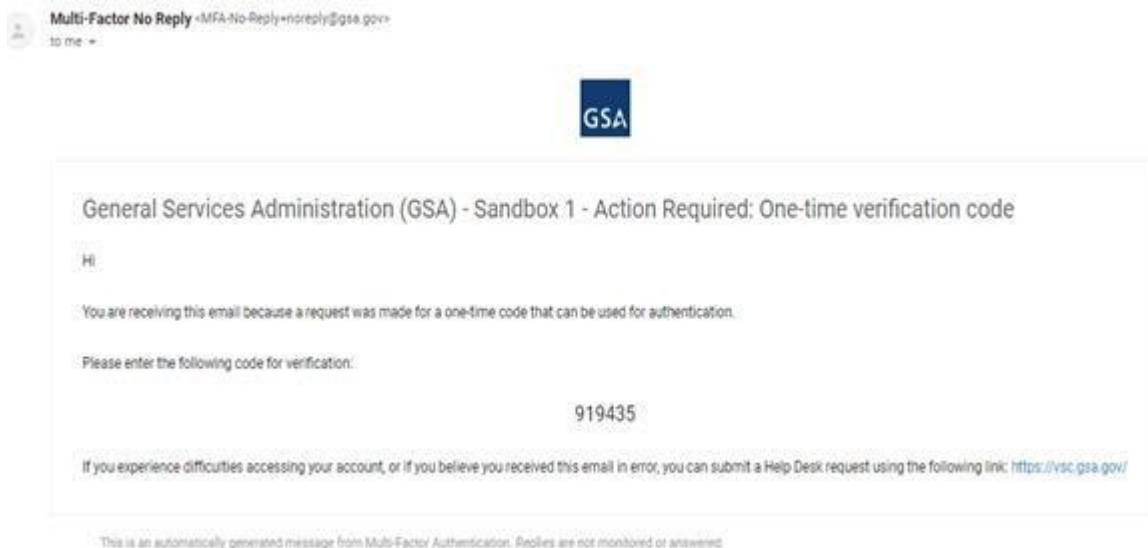 Multi-Factor No Reply <MFA-No-Reply+noreply@gsa.gov>
to me
GSA
General Services Administration (GSA) - Sandbox 1 - Action Required: One-time verification code
Hi
You are receiving this email because a request was made for a one-time code that can be used for authentication.
Please enter the following code for verification:
919435
If you experience difficulties accessing your account, or if you believe you received this email in error, you can submit a Help Desk request using the following link: https://vsc.gsa.gov/
This is an automatically generated message from Multi-Factor Authentication. Replies are not monitored or answered.